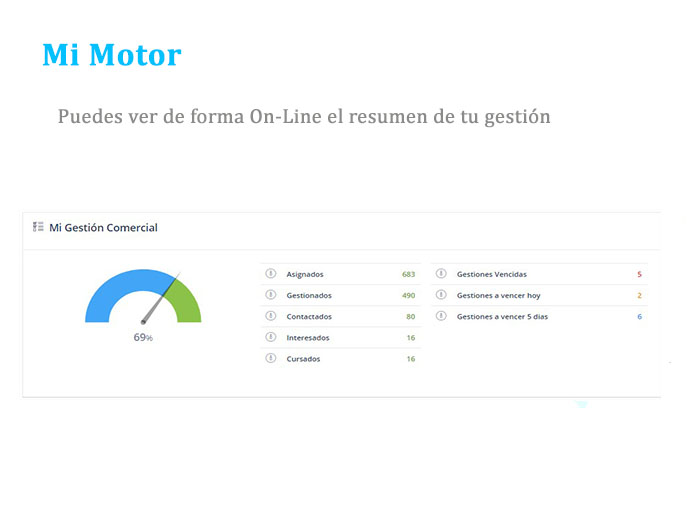 Mi Motor
Puedes ver de forma On-Line el resumen de tu gestión
Mi Gestión Comercial
69%
Asignados 683
Gestionados 490
Contactados 80
Interesados 16
Cursados 16
Gestiones Vencidas 5
Gestiones a vencer hoy 2
Gestiones a vencer 5 dias 6